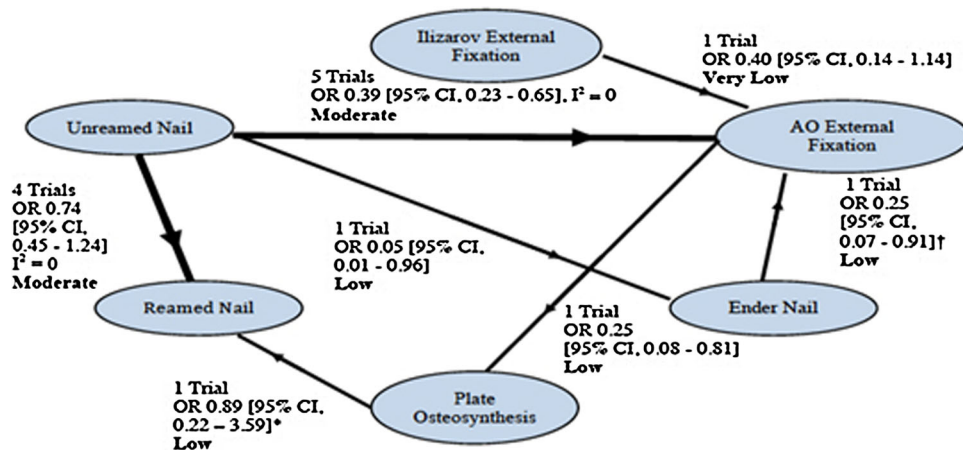 Ilizarov External
Fixation
1 Trial
OR 0.40 [95% CI, 0.14 - 1.14]
Very Low
5 Trials
OR 0.39 [95% CI, 0.23 - 0.65], I² = 0
Moderate
Unreamed Nail
AO External
Fixation
4 Trials
OR 0.74
[95% CI,
0.45 - 1.24]
I² = 0
Moderate
1 Trial
OR 0.05 [95% CI,
0.01 - 0.96]
Low
1 Trial
OR 0.25
[95% CI,
0.07 - 0.91]†
Low
Reamed Nail
Ender Nail
1 Trial
OR 0.25
[95% CI, 0.08 - 0.81]
Low
1 Trial
OR 0.89 [95% CI,
0.22 – 3.59]*
Low
Plate
Osteosynthesis